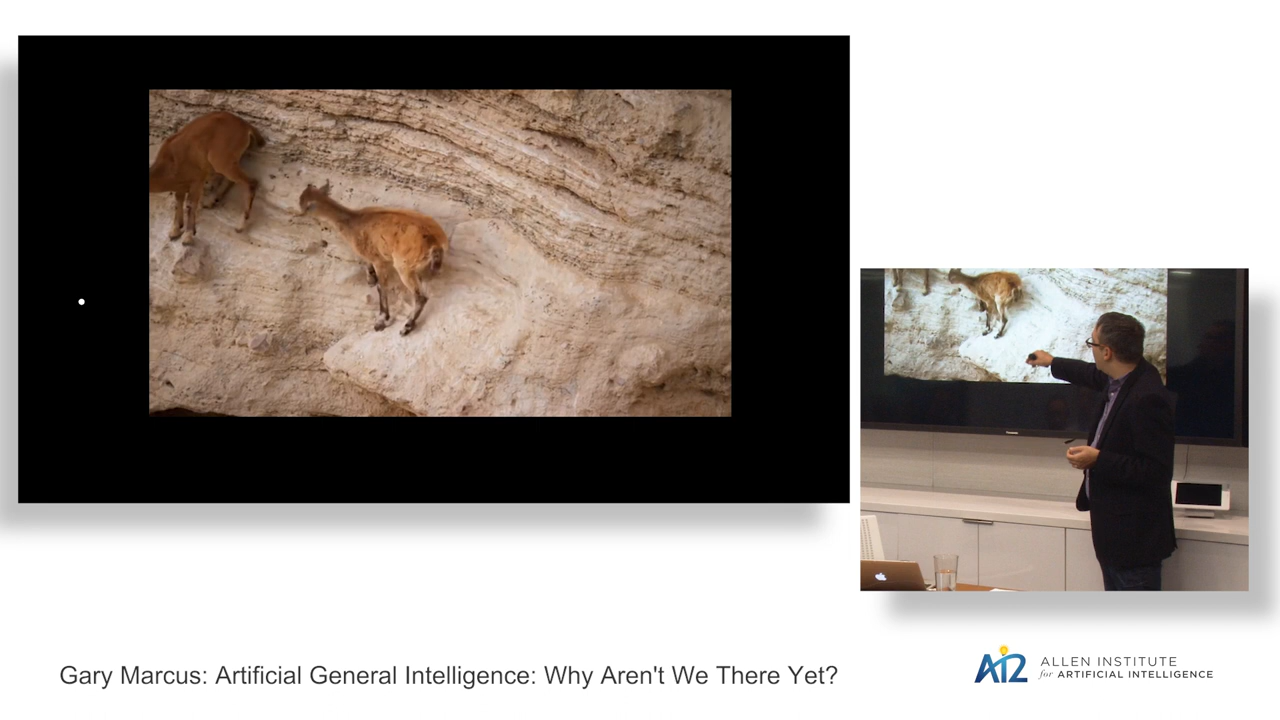 Gary Marcus: Artificial General Intelligence: Why Aren't We There Yet?
AI2
ALLEN INSTITUTE
for ARTIFICIAL INTELLIGENCE